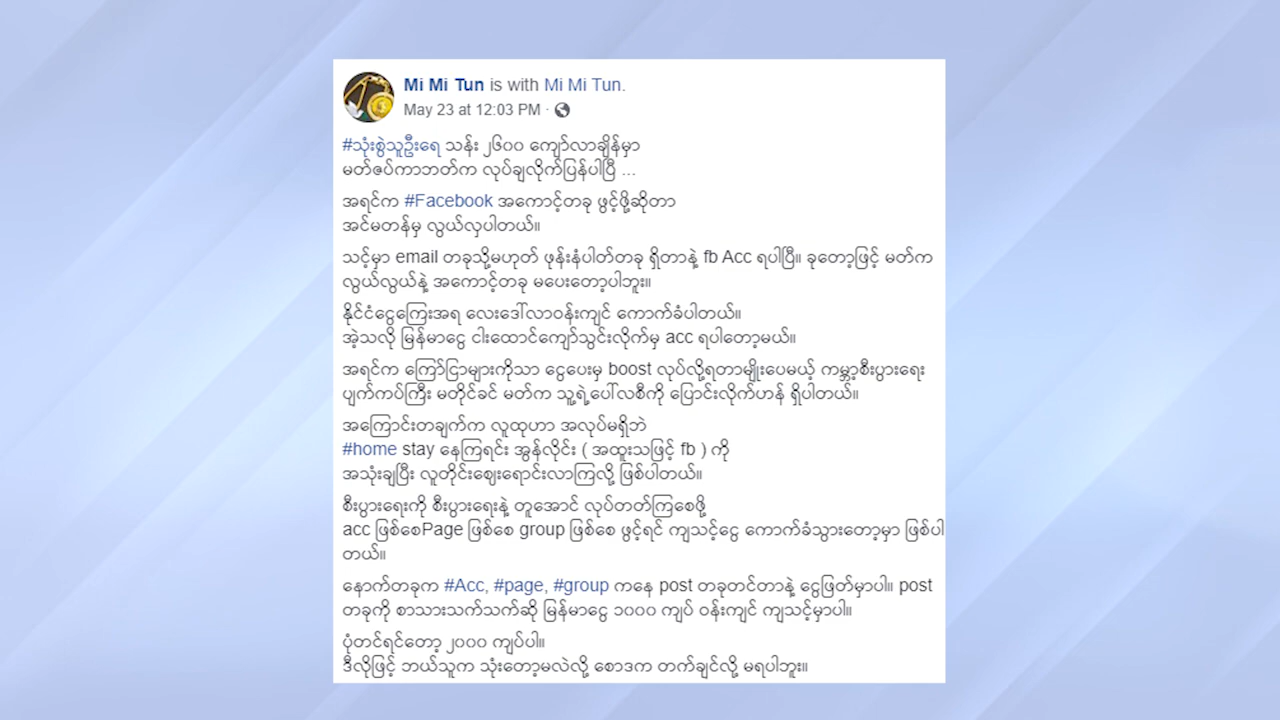 Mi Mi Tun is with Mi Mi Tun.
May 23 at 12:03 PM ·
#သုံးစွဲသူဦးရေ သန်း ၂၆၀၀ ကျော်လာချိန်မှာ
မတ်ဇပ်ကာဘတ်က လုပ်ချလိုက်ပြန်ပါပြီ ...
အရင်က #Facebook အကောင့်တခု ဖွင့်ဖို့ဆိုတာ
အင်မတန်မှ လွယ်လှပါတယ်။
သင့်မှာ email တခုသို့မဟုတ် ဖုန်းနံပါတ်တခု ရှိတာနဲ့ fb Acc ရပါပြီ။ ခုတော့ဖြင့် မတ်က
လွယ်လွယ်နဲ့ အကောင့်တခု မပေးတော့ပါဘူး။
နိုင်ငံငွေကြေးအရ လေးဒေါ်လာဝန်းကျင် ကောက်ခံပါတယ်။
အဲ့သလို မြန်မာငွေ ငါးထောင်ကျော်သွင်းလိုက်မှ acc ရပါတော့မယ်။
အရင်က ကြော်ငြာများကိုသာ ငွေပေးမှ boost လုပ်လို့ရတာမျိုးပေမယ့် ကမ္ဘာ့စီးပွားရေး
ပျက်ကပ်ကြီး မတိုင်ခင် မတ်က သူ့ရဲ့ပေါ်လစီကို ပြောင်းလိုက်ဟန် ရှိပါတယ်။
အကြောင်းတချက်က လူထုဟာ အလုပ်မရှိဘဲ
#home stay နေကြရင်း အွန်လိုင်း ( အထူးသဖြင့် fb ) ကို
အသုံးချပြီး လူတိုင်းဈေးရောင်းလာကြလို့ ဖြစ်ပါတယ်။
စီးပွားရေးကို စီးပွားရေးနဲ့ တူအောင် လုပ်တတ်ကြစေဖို့
acc ဖြစ်စေPage ဖြစ်စေ group ဖြစ်စေ ဖွင့်ရင် ကျသင့်ငွေ ကောက်ခံသွားတော့မှာ ဖြစ်ပါ
တယ်။
နောက်တခုက #Acc, #page, #group ကနေ post တခုတင်တာနဲ့ ငွေဖြတ်မှာပါ။ post
တခုကို စာသားသက်သက်ဆို မြန်မာငွေ ၁၀၀၀ ကျပ် ဝန်းကျင် ကျသင့်မှာပါ။
ပုံတင်ရင်တော့ ၂၀၀၀ ကျပ်ပါ။
ဒီလိုဖြင့် ဘယ်သူက သုံးတော့မလဲလို့ စောဒက တက်ချင်လို့ မရပါဘူး။